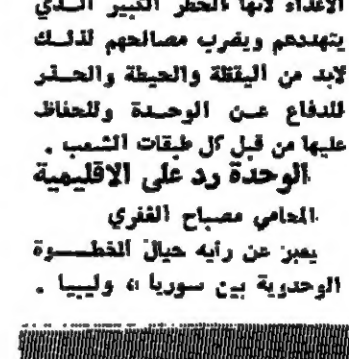 الاعداء لانها الخطر الكبير الذي
يتهددهم ويضرب مصالحهم لذلك
لابد من اليقظة والحيطة والحذر
للدفاع عن الوحدة وللحفاظ
عليها من قبل كل طبقات الشعب .
الوحدة رد على الاقليمية
المحامي مصباح الغفري
يعبر عن رأيه حيال الخطوة
الوحدوية بين سوريا ، وليبيا .